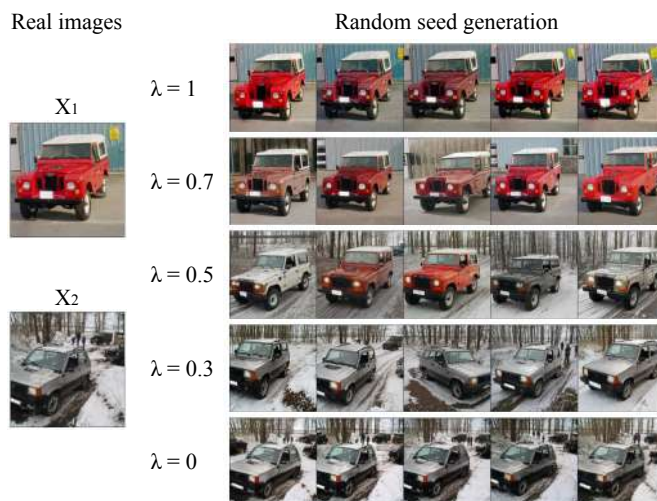 Real images
Random seed generation
λ = 1
X1
λ = 0.7
λ = 0.5
X2
λ = 0.3
λ = 0